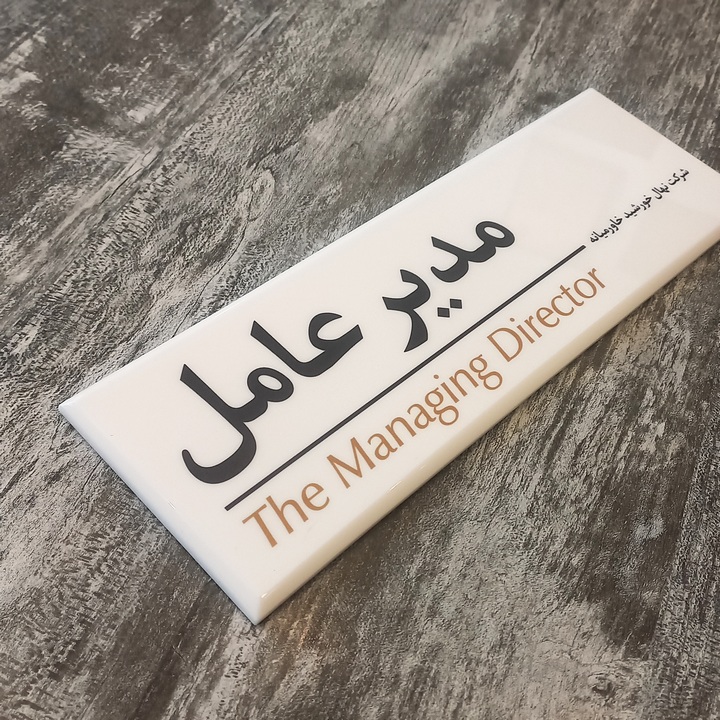 مدیر عامل
شرکت نهال خورشید خاورمیانه
The Managing Director